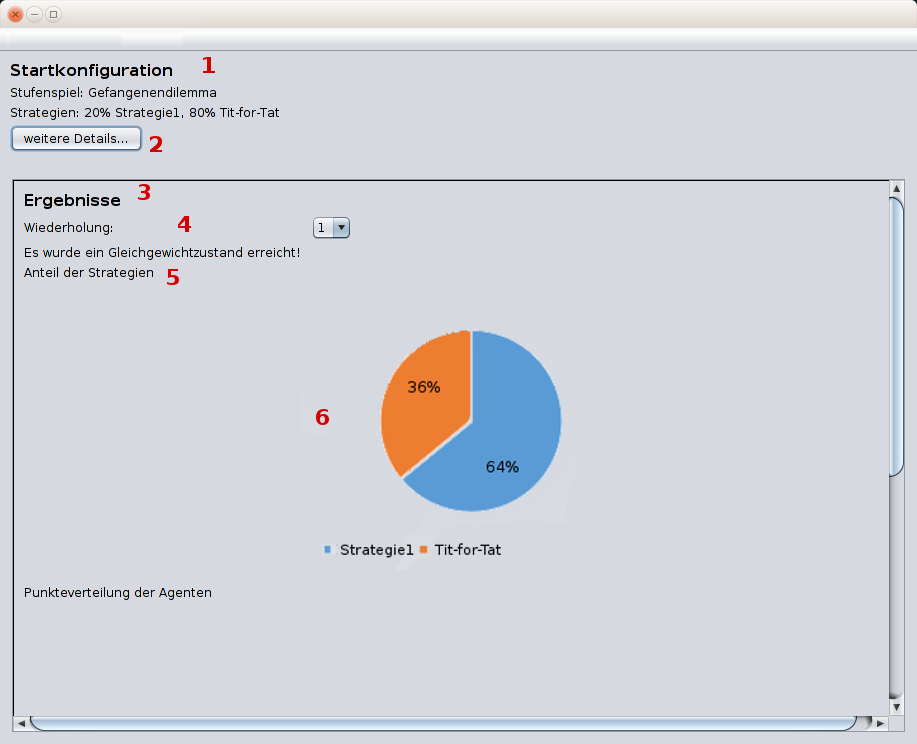 Startkonfiguration 1
Stufenspiel: Gefangenendilemma
Strategien: 20% Strategie1, 80% Tit-for-Tat
weitere Details... 2
Ergebnisse 3
Wiederholung: 4 1
Es wurde ein Gleichgewichtzustand erreicht!
Anteil der Strategien 5
36%
6
64%
Strategie1 Tit-for-Tat
Punkteverteilung der Agenten